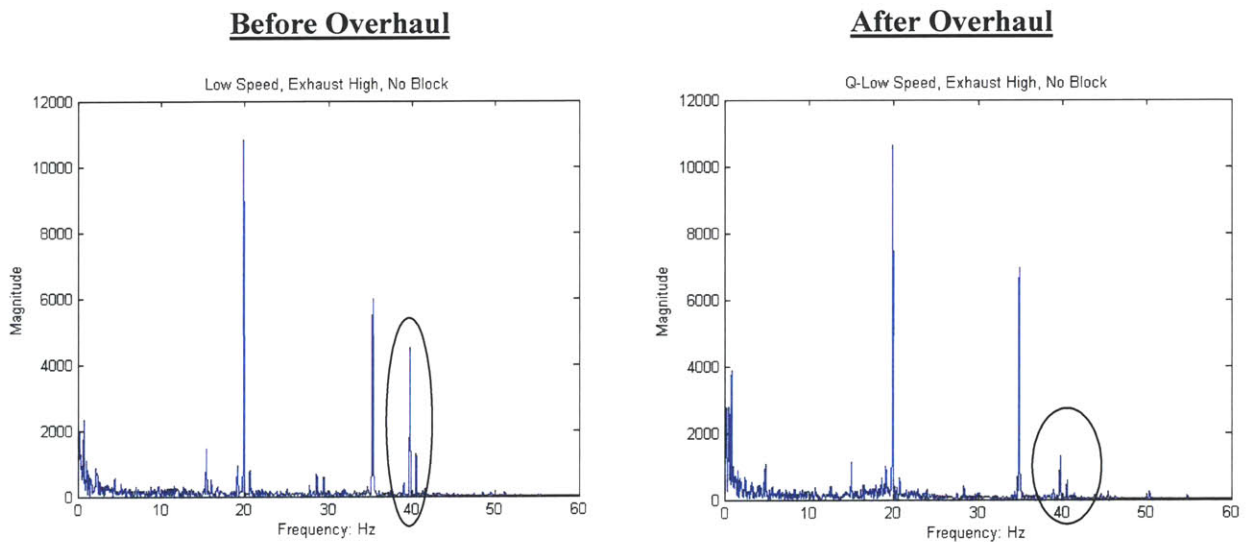 Before Overhaul
Low Speed, Exhaust High, No Block
12000
10000
8000
6000
4000
2000
0
Magnitude
0 10 20 30 40 50 60
Frequency: Hz
After Overhaul
Q-Low Speed, Exhaust High, No Block
12000
10000
8000
6000
4000
2000
0
Magnitude
0 10 20 30 40 50 60
Frequency: Hz